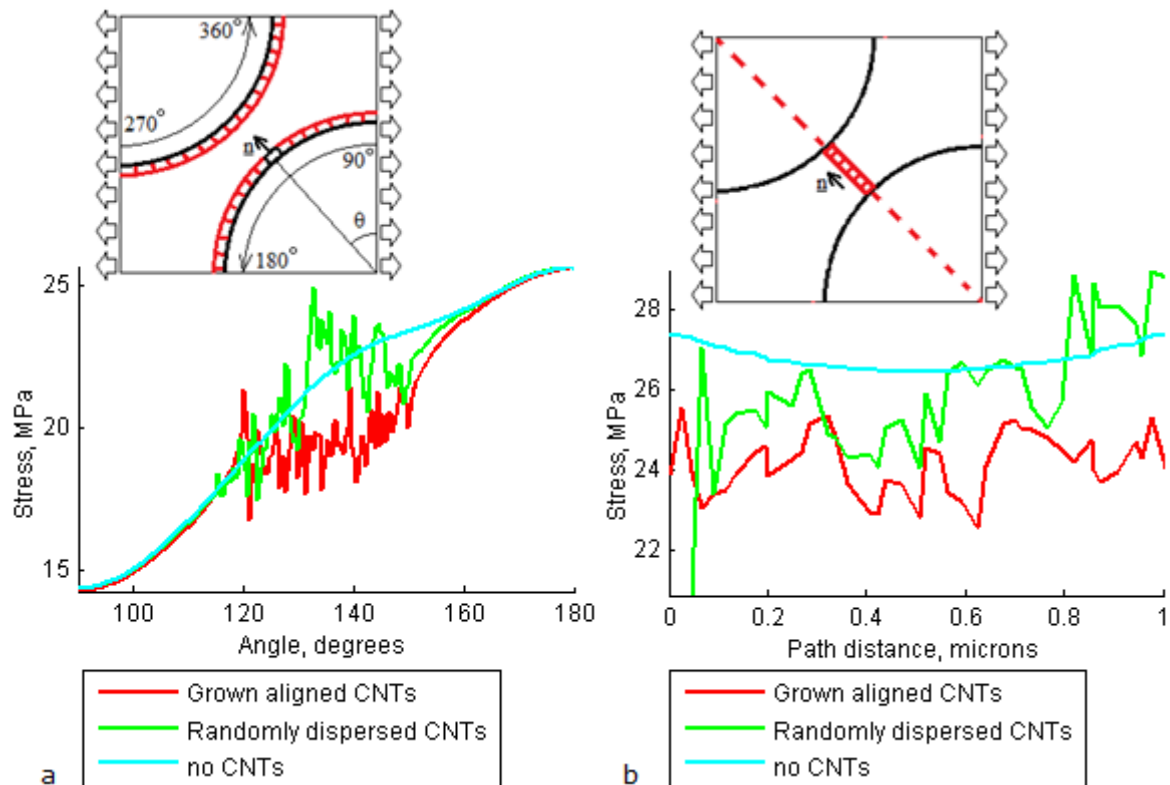 360°
270°
n
90°
θ
180°
n
25
20
15
Stress, MPa
100 120 140 160 180
Angle, degrees
Grown aligned CNTs
Randomly dispersed CNTs
no CNTs
a
28
26
24
22
Stress, MPa
0 0.2 0.4 0.6 0.8 1
Path distance, microns
Grown aligned CNTs
Randomly dispersed CNTs
no CNTs
b